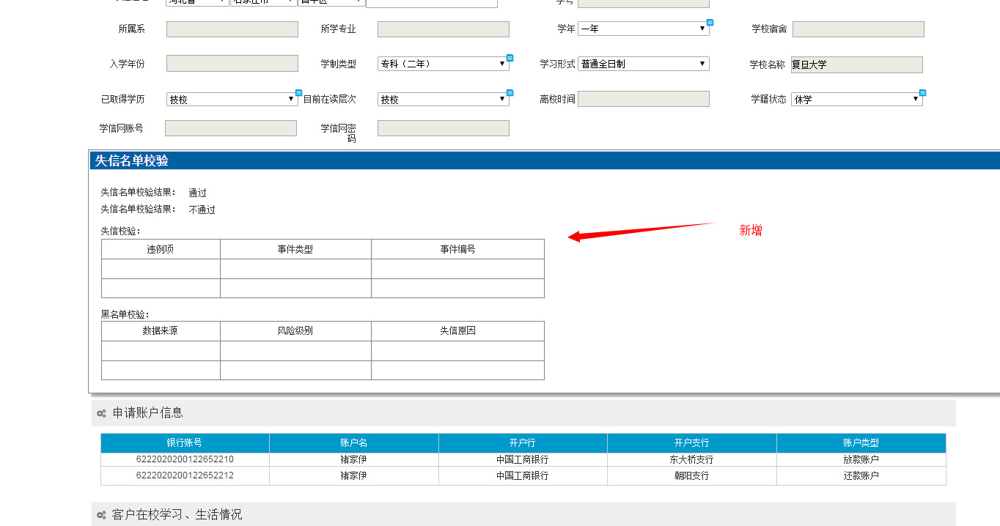 学号
所属系 所学专业 学年 一年 学校宿舍
入学年份 学制类型 专科（二年） 学习形式 普通全日制 学校名称 复旦大学
已取得学历 技校 目前在读层次 技校 离校时间 学籍状态 休学
学信网账号 学信网密码
失信名单校验
失信名单校验结果： 通过
失信名单校验结果： 不通过
失信校验：
新增
违例项 事件类型 事件编号
黑名单校验：
数据来源 风险级别 失信原因
申请账户信息
银行账号 账户名 开户行 开户支行 账户类型
6222020200122652210 褚家伊 中国工商银行 东大桥支行 放款账户
6222020200122652212 褚家伊 中国工商银行 朝阳支行 还款账户
客户在校学习、生活情况